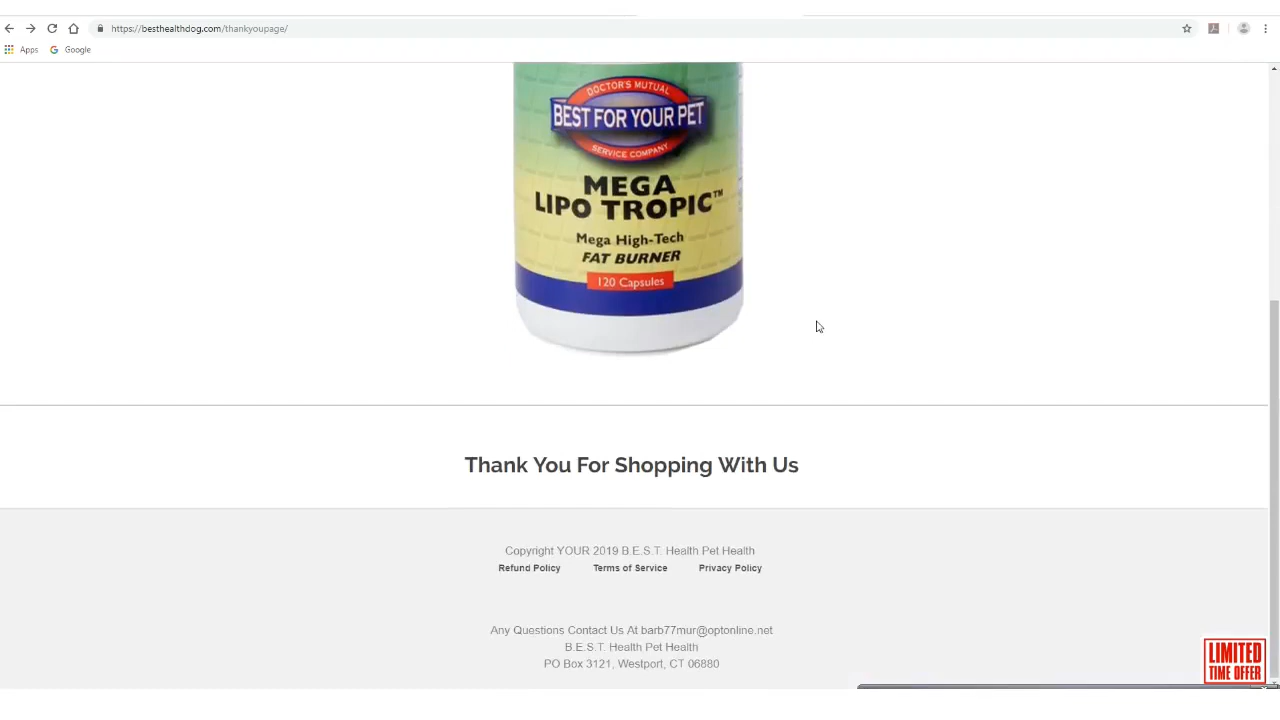 https://besthealthdog.com/thankyoupage/
Apps Google
DOCTOR'S MUTUAL
BEST FOR YOUR PET
SERVICE COMPANY
MEGA
LIPO TROPIC™
Mega High-Tech
FAT BURNER
120 Capsules
Thank You For Shopping With Us
Copyright YOUR 2019 B.E.S.T. Health Pet Health
Refund Policy Terms of Service Privacy Policy
Any Questions Contact Us At barb77mur@optonline.net
B.E.S.T. Health Pet Health
PO Box 3121, Westport, CT 06880
LIMITED
TIME OFFER